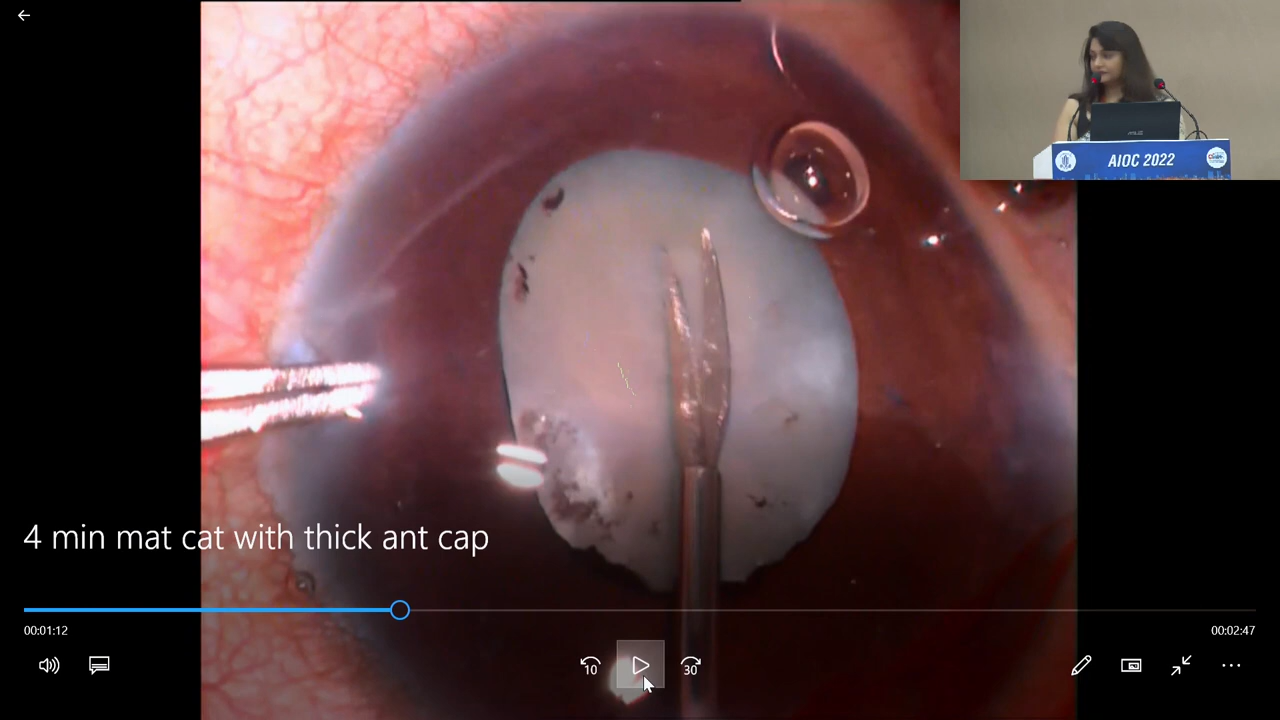 AIOC 2022
4 min mat cat with thick ant cap
00:01:12
00:02:47
10
30